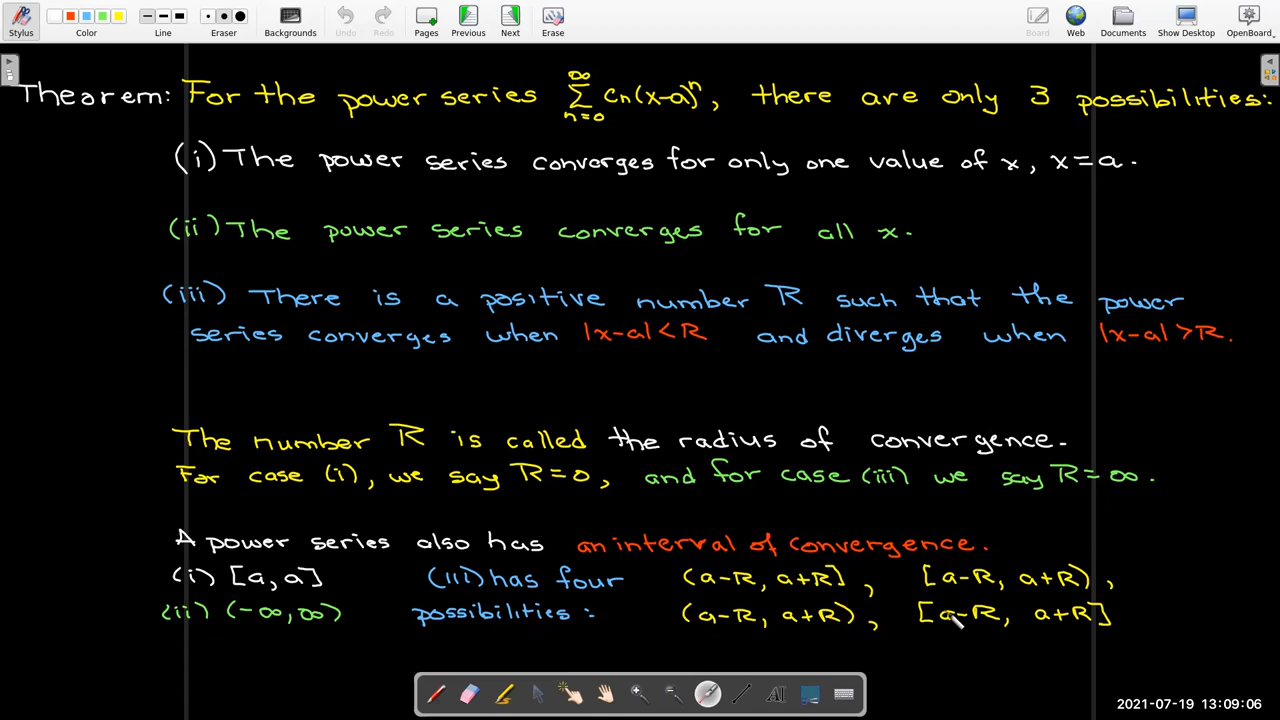 Stylus Color Line Eraser Backgrounds Undo Redo Pages Previous Next Erase Board Web Documents Show Desktop OpenBoard
Theorem: For the power series ∞ Σ n=0 Cn(x-a)^n, there are only 3 possibilities:
(i) The power series converges for only one value of x, x=a.
(ii) The power series converges for all x.
(iii) There is a positive number R such that the power
series converges when |x-a|<R and diverges when |x-a|>R.
The number R is called the radius of convergence.
For case (i), we say R=0, and for case (iii) we say R=∞.
A power series also has an interval of convergence.
(i) [a, a] (iii) has four (a-R, a+R], [a-R, a+R),
(ii) (-∞, ∞) possibilities: (a-R, a+R), [a-R, a+R]
AI
2021-07-19 13:09:06